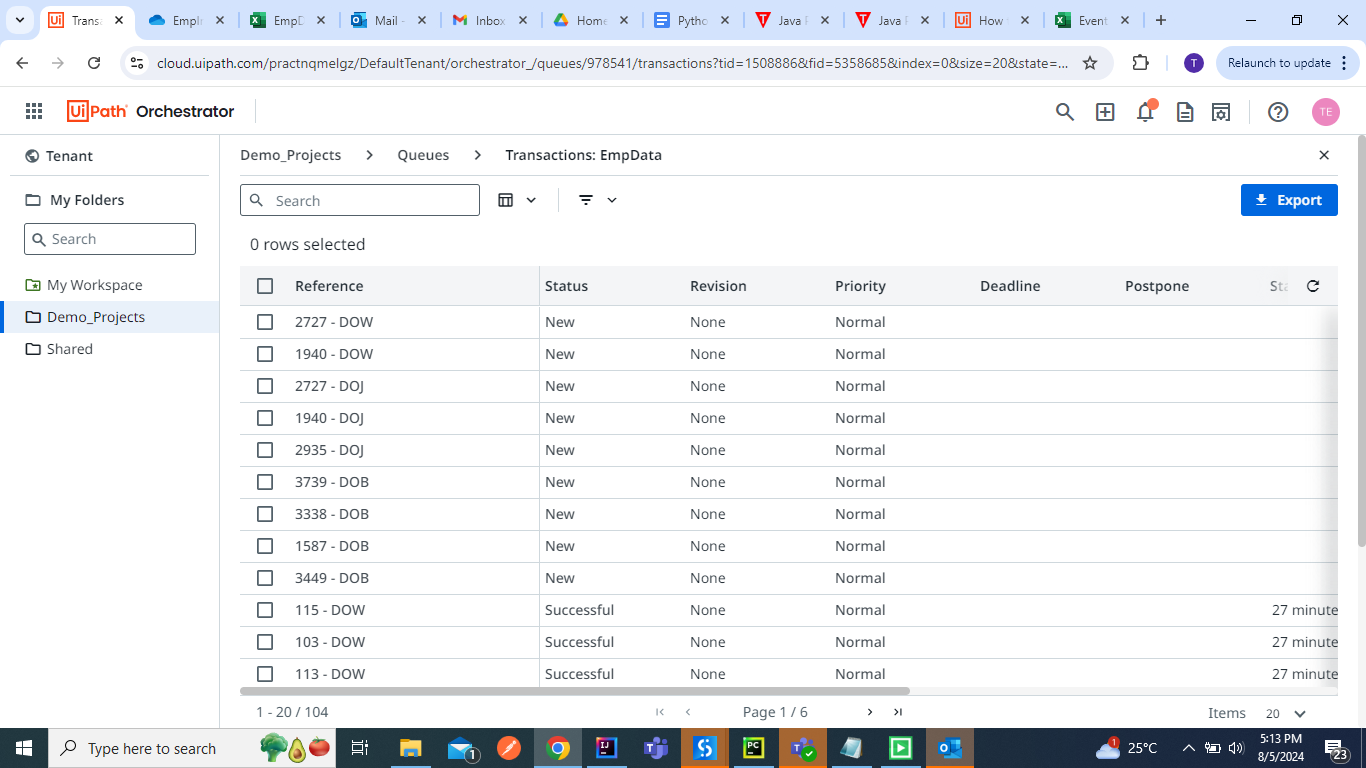 Transa
EmpIn
EmpD
Mail -
Inbox
Home
Pytho
Java
Java
How
Event
cloud.uipath.com/practnqmelgz/DefaultTenant/orchestrator_/queues/978541/transactions?tid=1508886&fid=5358685&index=0&size=20&state=...
T
Relaunch to update
UiPath Orchestrator
TE
Tenant
Demo_Projects > Queues > Transactions: EmpData
My Folders
Search
Search
Export
0 rows selected
My Workspace
Demo_Projects
Shared
Reference Status Revision Priority Deadline Postpone Sta
2727 - DOW New None Normal
1940 - DOW New None Normal
2727 - DOJ New None Normal
1940 - DOJ New None Normal
2935 - DOJ New None Normal
3739 - DOB New None Normal
3338 - DOB New None Normal
1587 - DOB New None Normal
3449 - DOB New None Normal
115 - DOW Successful None Normal 27 minute
103 - DOW Successful None Normal 27 minute
113 - DOW Successful None Normal 27 minute
1 - 20 / 104 Page 1 / 6 Items 20
Type here to search
1
25°C
5:13 PM
8/5/2024
23